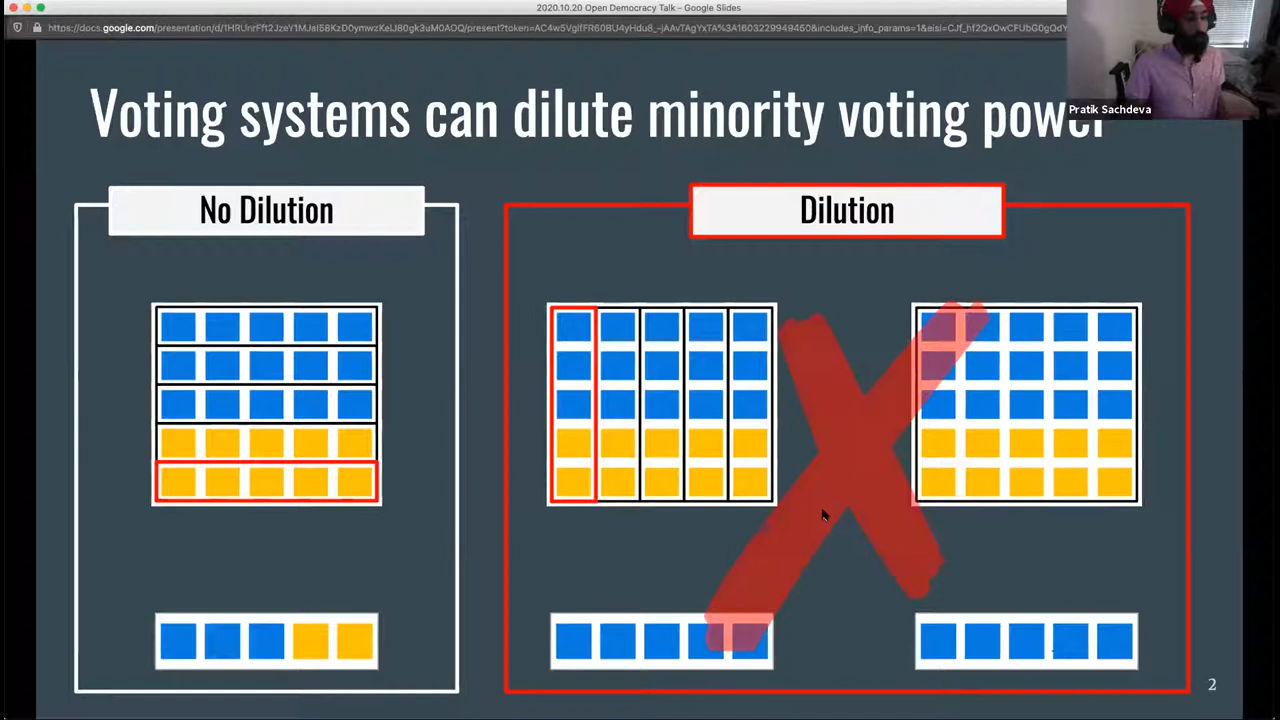 2020.10.20 Open Democracy Talk - Google Slides
Pratik Sachdeva
Voting systems can dilute minority voting power
No Dilution
Dilution
2